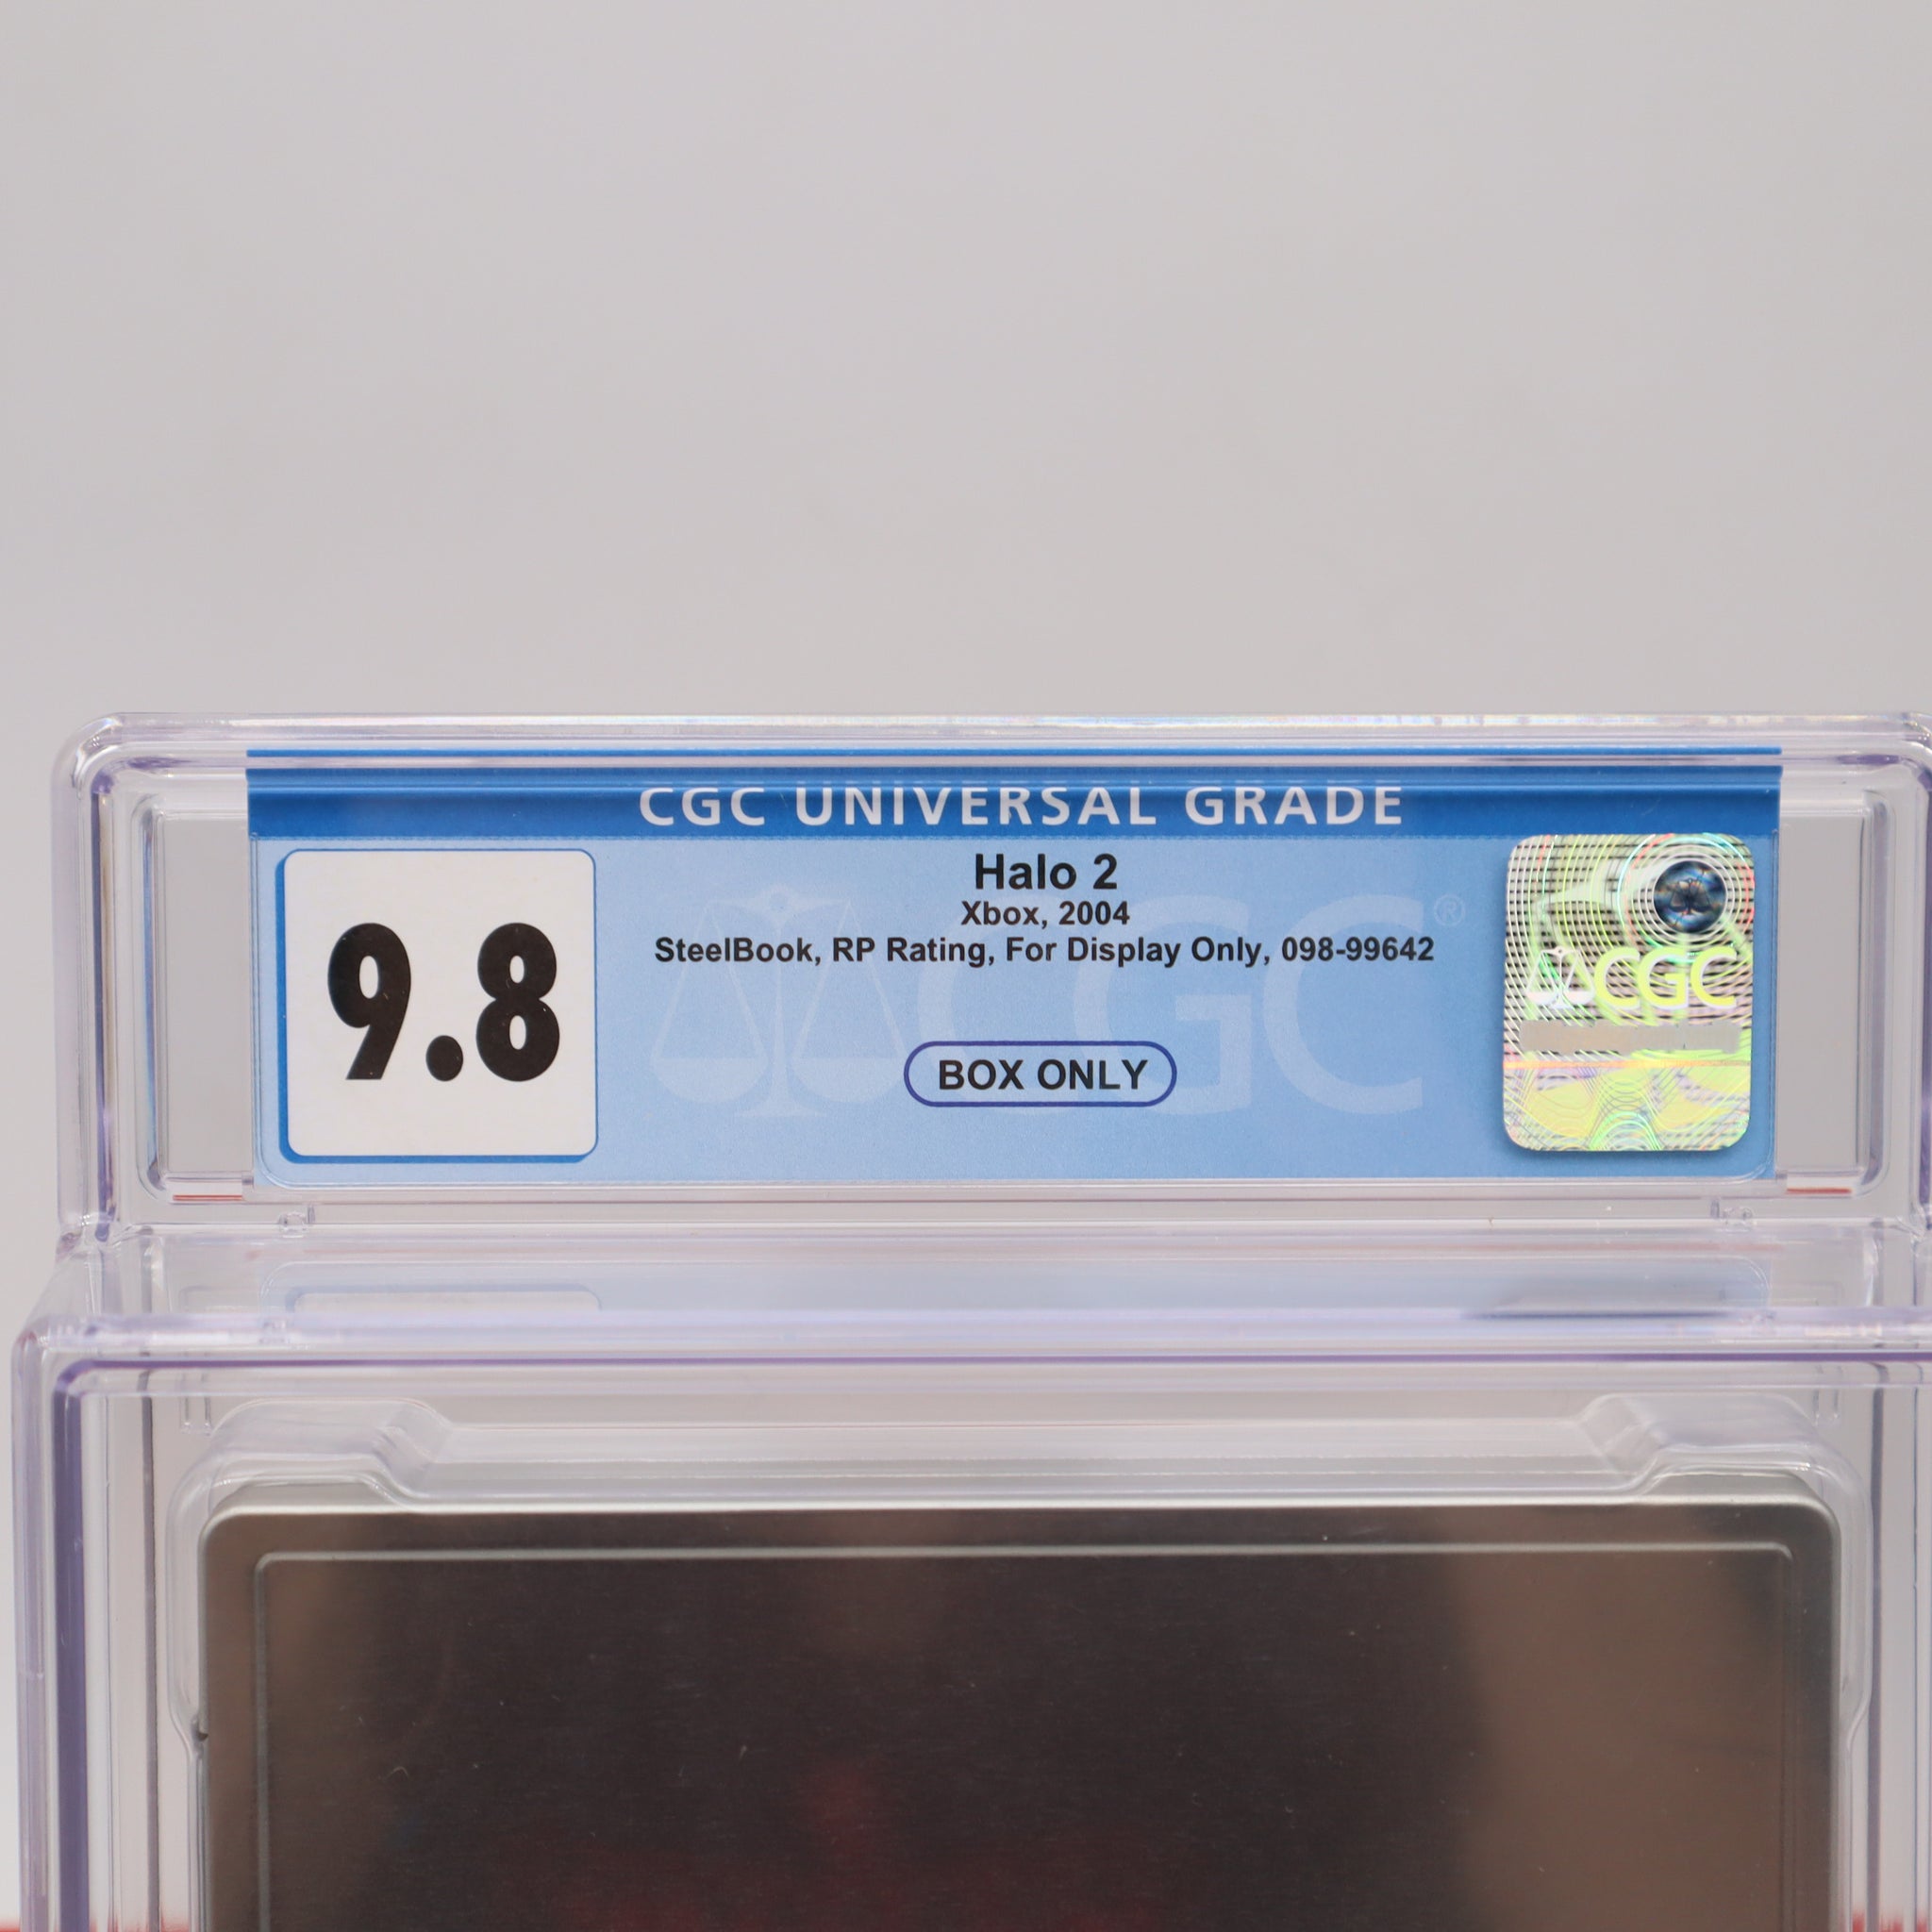 CGC UNIVERSAL GRADE
9.8
Halo 2
Xbox, 2004
SteelBook, RP Rating, For Display Only, 098-99642
CGC®
BOX ONLY
CGC